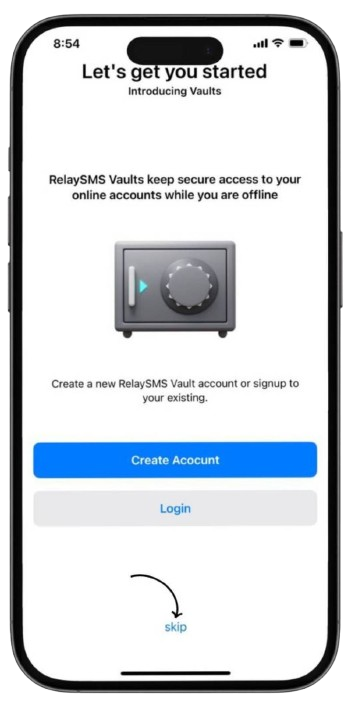 8:54
Let's get you started
Introducing Vaults
RelaySMS Vaults keep secure access to your
online accounts while you are offline
Create a new RelaySMS Vault account or signup to
your existing.
Create Acocunt
Login
skip